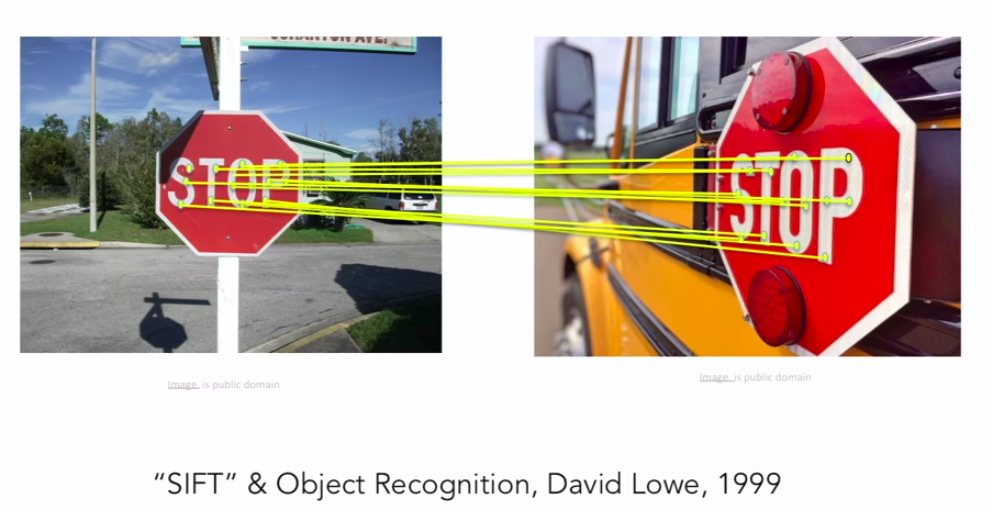 STOP
STOP
Image is public domain
Image is public domain
“SIFT” & Object Recognition, David Lowe, 1999